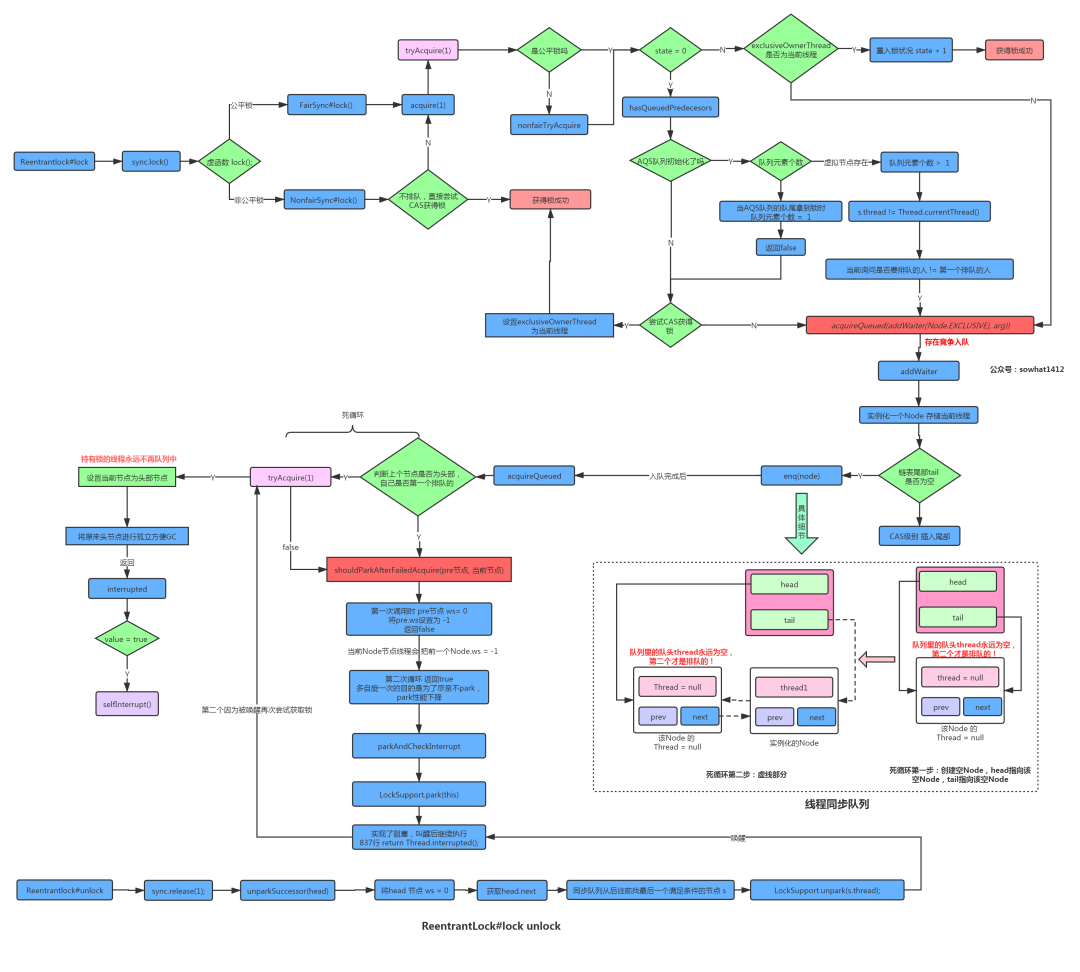 Reentrantlock#lock
sync.lock()
虚函数 lock();
公平锁
FairSync#lock()
acquire(1)
tryAcquire(1)
是公平锁吗
Y
N
nonfairTryAcquire
非公平锁
NonfairSync#lock()
不排队，直接尝试
CAS获得锁
N
Y
获得锁成功
state = 0
N
Y
exclusiveOwnerThread
是否为当前线程
Y
重入锁状况 state + 1
获得锁成功
N
hasQueuedPredecesors
AQS队列初始化了吗
Y
N
队列元素个数
虚拟节点存在
队列元素个数 > 1
当AQS队列的队尾拿到锁时
队列元素个数 = 1
返回false
s.thread != Thread.currentThread()
当前询问是否要排队的人 != 第一个排队的人
Y
尝试CAS获得
锁
Y
N
设置exclusiveOwnerThread
为当前线程
acquireQueued(addWaiter(Node.EXCLUSIVE), arg))
存在竟争入队
公众号：sowhat1412
addWaiter
实例化一个Node 存储当前线程
链表尾部tail
是否为空
Y
CAS级别 插入尾部
enq(node)
入队完成后
acquireQueued
死循环
判断上个节点是否为头部，
自己是否第一个排队的
Y
Y
tryAcquire(1)
false
Y
持有锁的线程永远不再队列中
设置当前节点为头部节点
将原来头节点进行孤立方便GC
返回
interrupted
value = true
Y
selfInterrupt()
shouldParkAfterFailedAcquire(pre节点, 当前节点)
第一次调用时 pre节点 ws= 0
将pre.ws设置为 -1
返回false
当前Node节点线程会 把前一个Node.ws = -1
第二次循环 返回true
多自旋一次的目的是为了尽是不park，
park性能下降
第二个因为被唤醒再次尝试获取锁
parkAndCheckInterrupt
LockSupport.park(this)
实现了阻塞，叫醒后继续执行
837行 return Thread.interrupted();
唤醒
具
体
细
节
head
tail
队列里的队头thread永远为空，
第二个才是排队的！
Thread = null
prev
next
该Node 的
Thread = null
thread1
prev
next
实例化的Node
死循环第二步：虚线部分
head
tail
队列里的队头thread永远为空，
第二个才是排队的！
thread = null
prev
next
该Node 的
Thread = null
死循环第一步：创建空Node，head指向该
空Node，tail指向该空Node
线程同步队列
Reentrantlock#unlock
sync.release(1);
unparkSuccessor(head)
将head 节点 ws = 0
获取head.next
同步队列从后往前找最后一个满足条件的节点 s
LockSupport.unpark(s.thread);
ReentrantLock#lock unlock